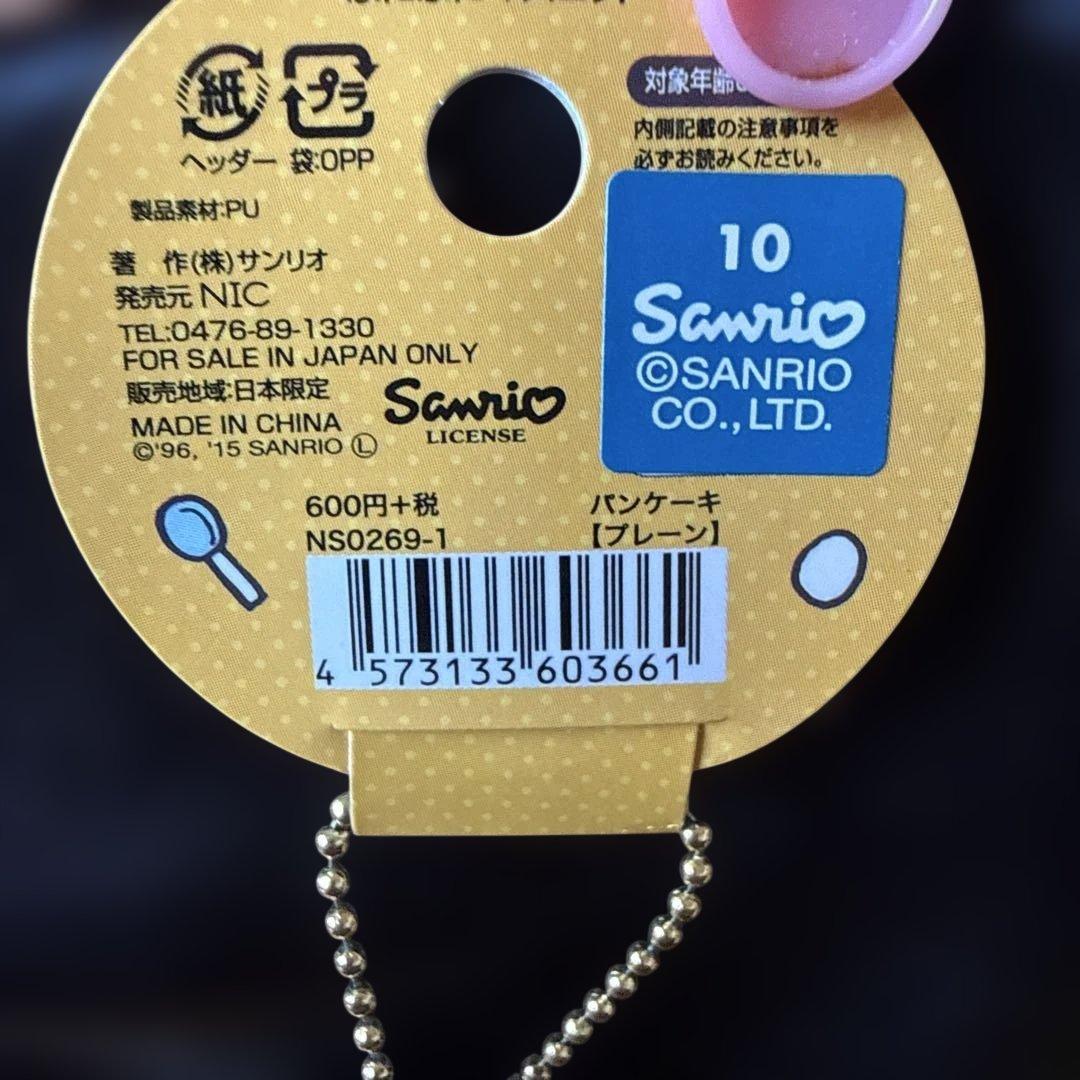 紙 プラ
ヘッダー 袋:OPP
製品素材:PU
著 作(株)サンリオ
発売元 NIC
TEL:0476-89-1330
FOR SALE IN JAPAN ONLY
販売地域:日本限定
MADE IN CHINA
©'96, '15 SANRIO Ⓛ
Sanrio
LICENSE
対象年齢
内側記載の注意事項を
必ずお読みください。
10
Sanrio
©SANRIO
CO.,LTD.
600円+税
NS0269-1
パンケーキ
【プレーン】
4 573133 603661